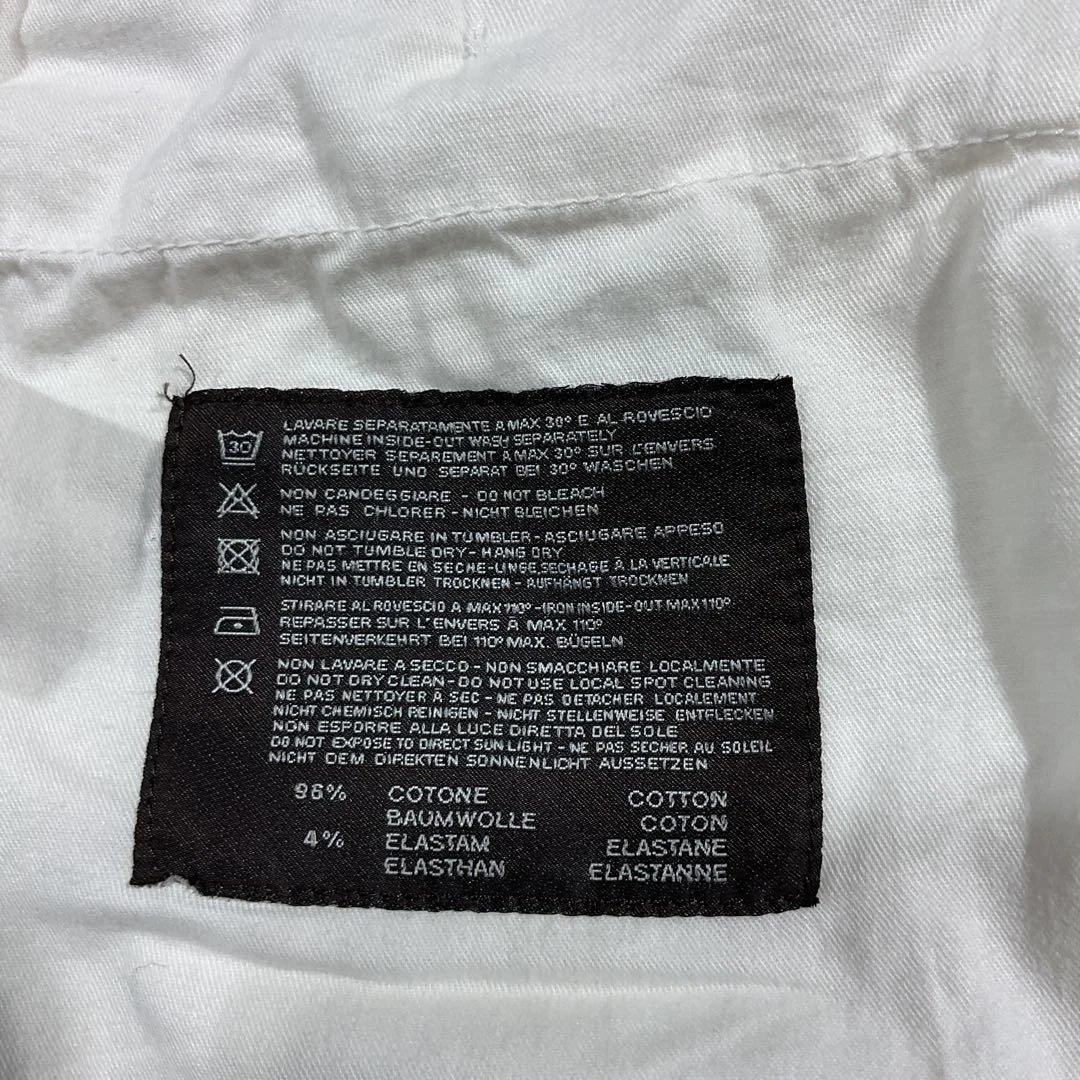 30
LAVARE SEPARATAMENTE A MAX 30° E AL ROVESCIO
MACHINE INSIDE-OUT WASH SEPARATELY
NETTOYER SEPAREMENT A MAX 30° SUR L'ENVERS
RÜCKSEITE UND SEPARAT BEI 30° WASCHEN
NON CANDEGGIARE - DO NOT BLEACH
NE PAS CHLORER - NICHT BLEICHEN
NON ASCIUGARE IN TUMBLER - ASCIUGARE APPESO
DO NOT TUMBLE DRY - HANG DRY
NE PAS METTRE EN SECHE-LINGE, SECHAGE À LA VERTICALE
NICHT IN TUMBLER TROCKNEN - AUFHÄNGT TROCKNEN
STIRARE AL ROVESCIO A MAX 110° - IRON INSIDE-OUT MAX 110°
REPASSER SUR L'ENVERS À MAX 110°
SEITENVERKEHRT BEI 110° MAX. BÜGELN
NON LAVARE A SECCO - NON SMACCHIARE LOCALMENTE
DO NOT DRY CLEAN - DO NOT USE LOCAL SPOT CLEANING
NE PAS NETTOYER À SEC - NE PAS DETACHER LOCALEMENT
NICHT CHEMISCH REINIGEN - NICHT STELLENWEISE ENTFLECKEN
NON ESPORRE ALLA LUCE DIRETTA DEL SOLE
DO NOT EXPOSE TO DIRECT SUN LIGHT - NE PAS SECHER AU SOLEIL
NICHT DEM DIREKTEN SONNENLICHT AUSSETZEN
96% COTONE COTTON
BAUMWOLLE COTON
4% ELASTAM ELASTANE
ELASTHAN ELASTANNE